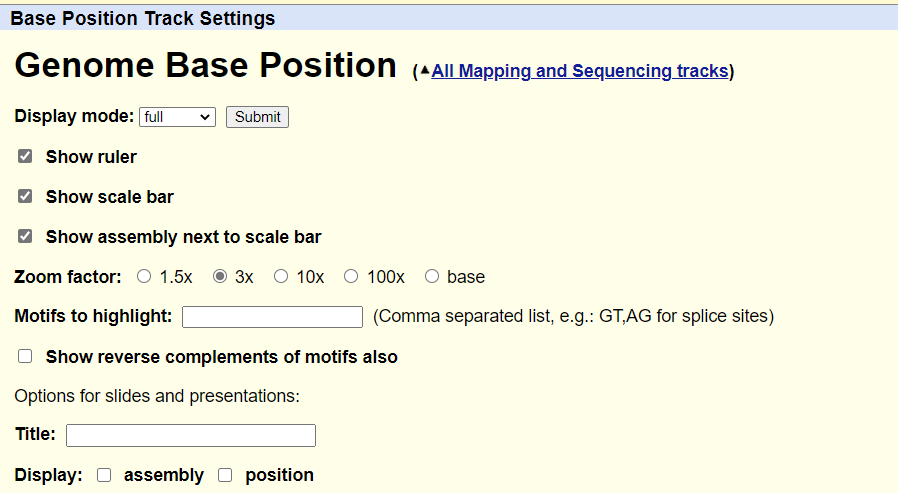 Base Position Track Settings
Genome Base Position (▲All Mapping and Sequencing tracks)
Display mode: full Submit
Show ruler
Show scale bar
Show assembly next to scale bar
Zoom factor: 1.5x 3x 10x 100x base
Motifs to highlight: (Comma separated list, e.g.: GT,AG for splice sites)
Show reverse complements of motifs also
Options for slides and presentations:
Title:
Display: assembly position